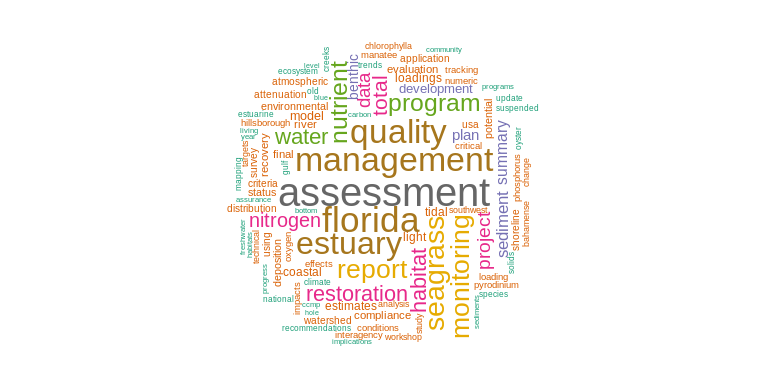 chlorophylla
community
manatee
application
creeks
level
trends
ecosystem
evaluation
tracking
atmospheric
loadings
numeric
benthic
data
total
nutrient
development
programs
attenuation
old
blue
environmental
program
update
suspended
estuarine
model
carbon
potential
hillsborough
river
usa
living
year
water
quality
plan
oyster
targets
survey
recovery
final
management
critical
summary
mapping
gulf
criteria
status
assessment
phosphorus
change
assurance
distribution
bottom
florida
tidal
southwest
bahamense
nitrogen
freshwater
habitats
technical
using
oxygen
estuary
light
seagrass
monitoring
project
sediment
shoreline
solids
progress
deposition
coastal
effects
report
habitat
climate
loading
pyrodinium
species
national
impacts
restoration
ccmp
hole
estimates
analysis
study
sediments
watershed
compliance
recommendations
conditions
interagency
workshop
implications